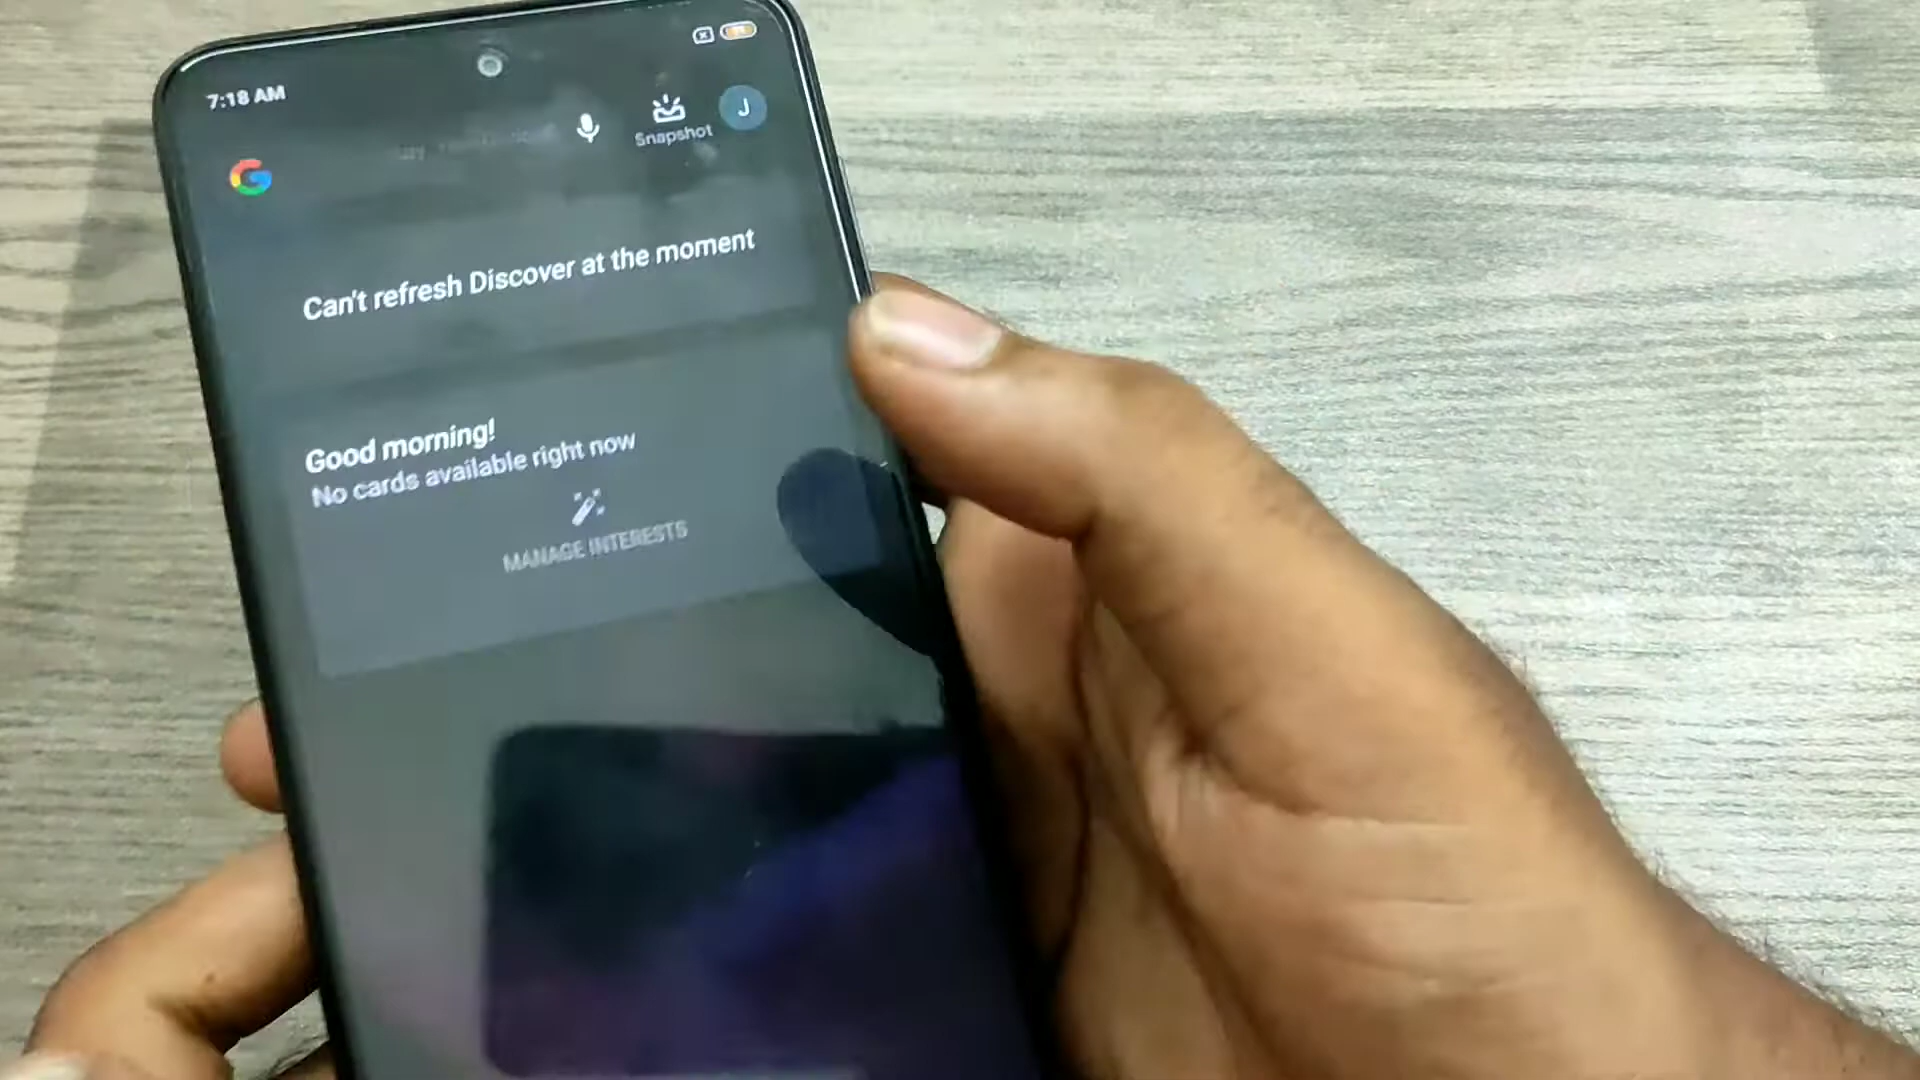 7:18 AM
Snapshot
J
Can't refresh Discover at the moment
Good morning!
No cards available right now
MANAGE INTERESTS